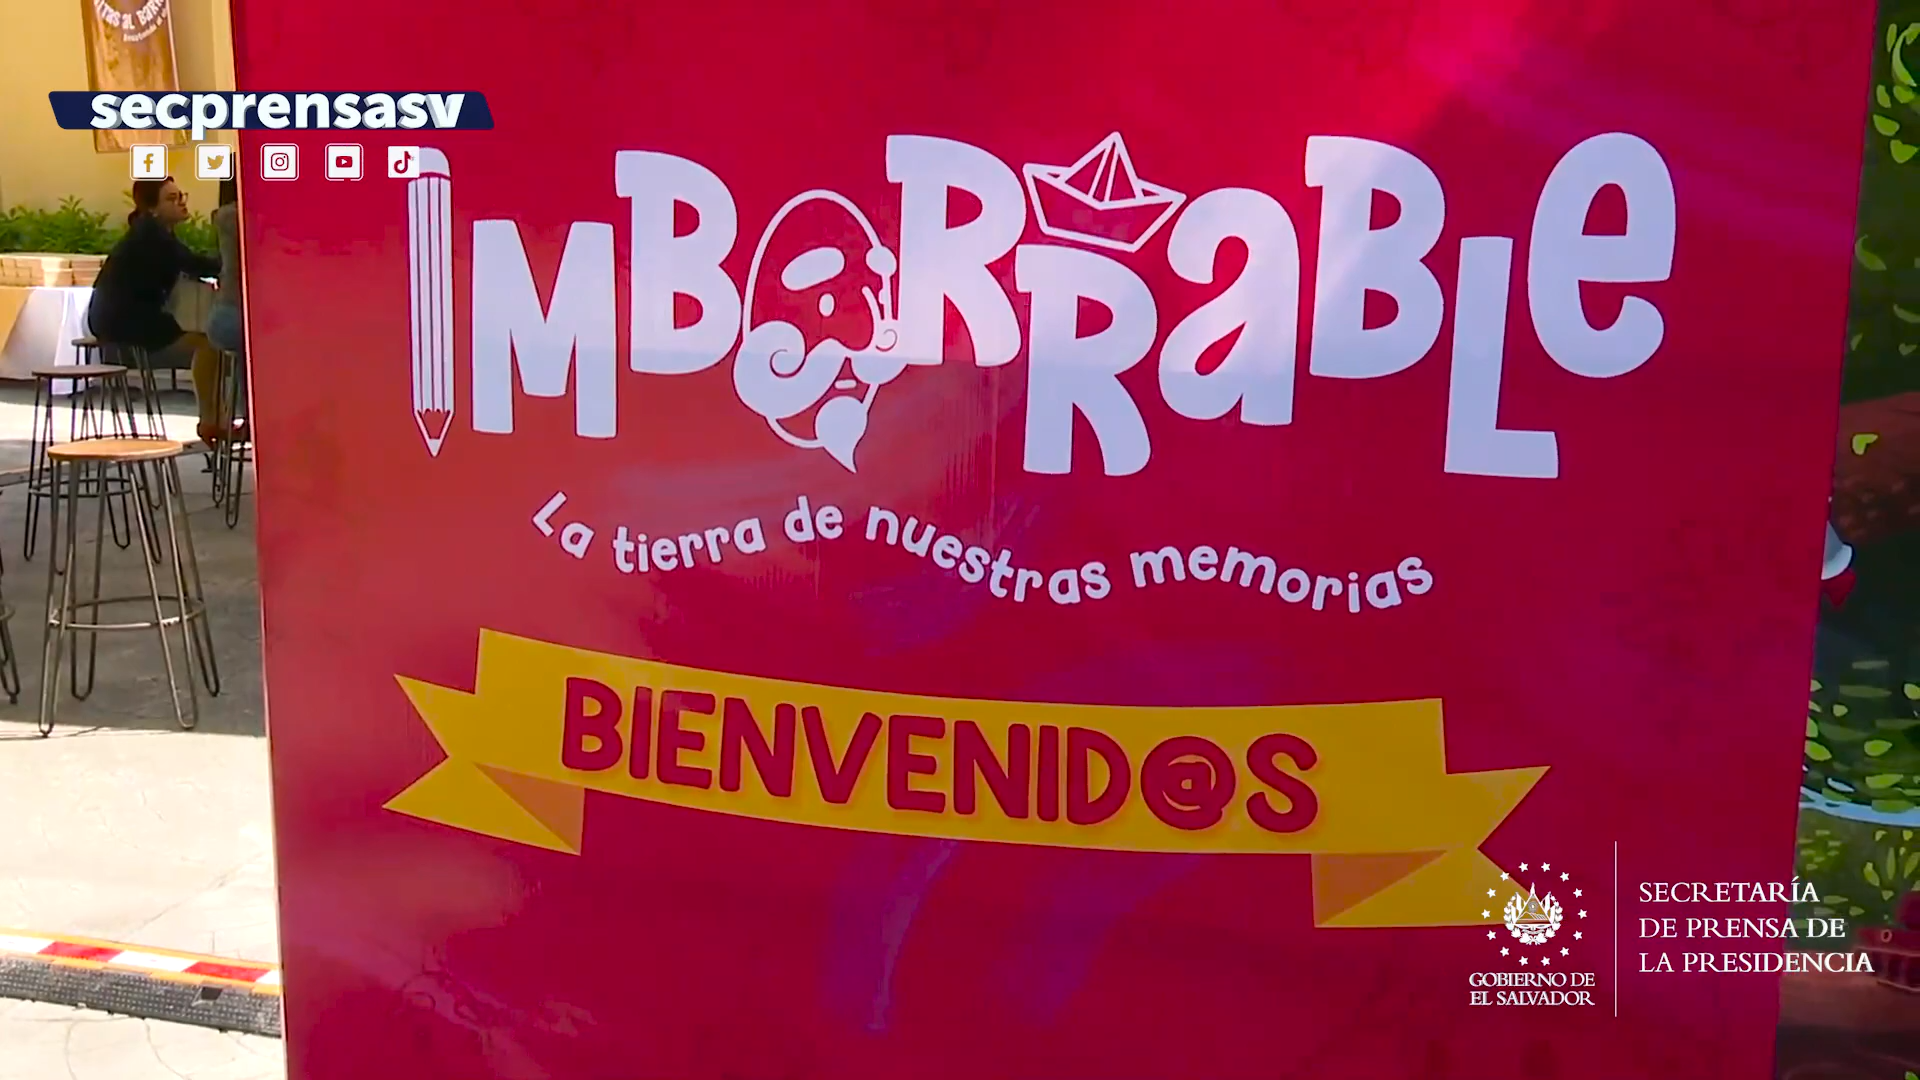 secprensasv
IMBORRABLE
La tierra de nuestras memorias
BIENVENID@S
GOBIERNO DE
EL SALVADOR
SECRETARÍA
DE PRENSA DE
LA PRESIDENCIA